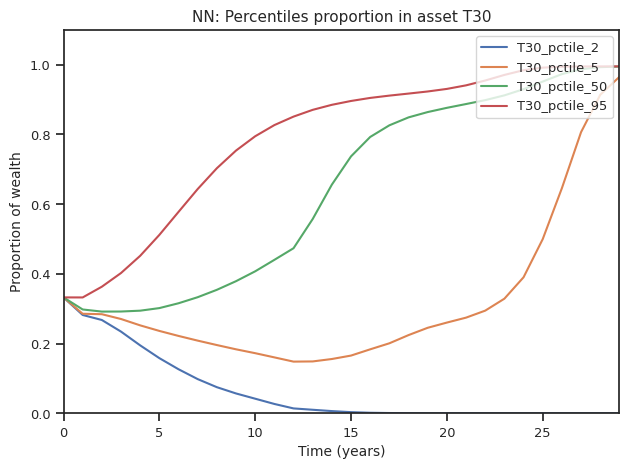 NN: Percentiles proportion in asset T30
T30_pctile_2
T30_pctile_5
T30_pctile_50
T30_pctile_95
Proportion of wealth
1.0
0.8
0.6
0.4
0.2
0.0
0 5 10 15 20 25
Time (years)